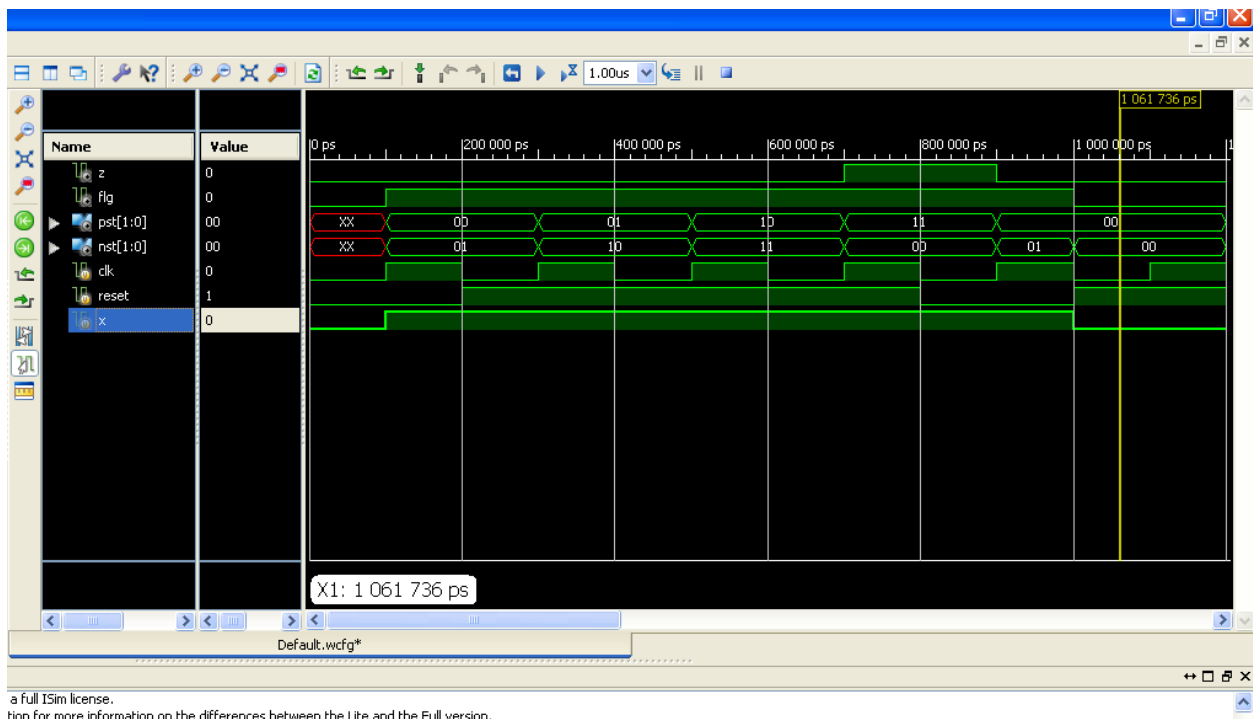 1.00us
1 061 736 ps
Name Value
0 ps 200 000 ps 400 000 ps 600 000 ps 800 000 ps 1 000 000 ps 1
z 0
flg 0
pst[1:0] 00 XX 00 01 10 11 00
nst[1:0] 00 XX 01 10 11 00 01 00
clk 0
reset 1
x 0
X1: 1 061 736 ps
Default.wcfg*
a full ISim license.
tion for more information on the differences between the Lite and the Full version.